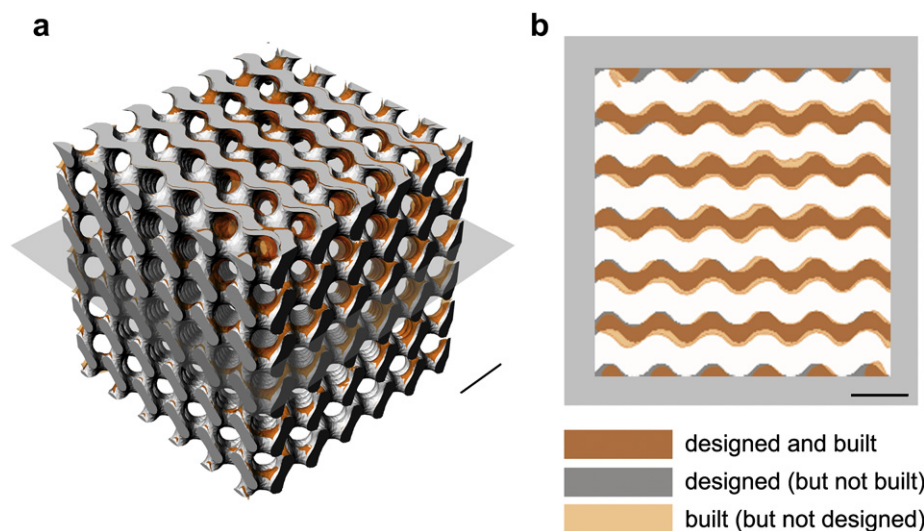 a
b
designed and built
designed (but not built)
built (but not designed)